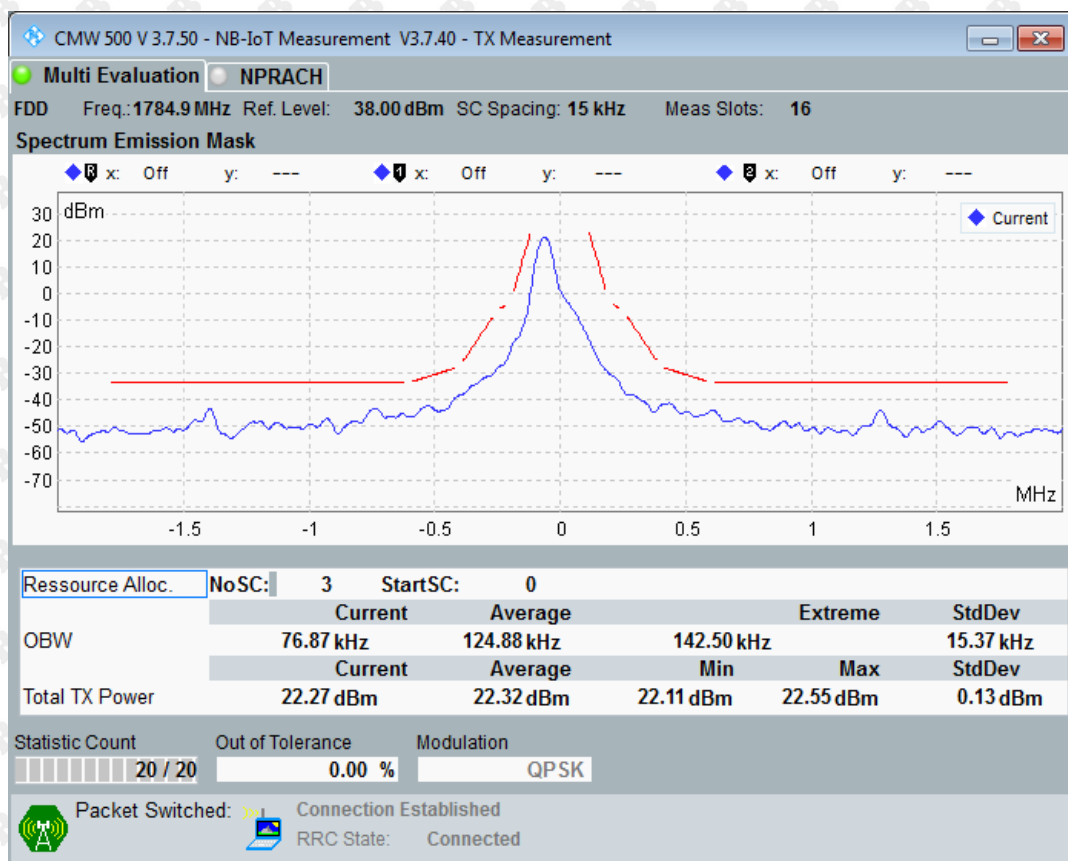 CMW 500 V 3.7.50 - NB-IoT Measurement V3.7.40 - TX Measurement
Multi Evaluation NPRACH
FDD Freq.: 1784.9 MHz Ref. Level: 38.00 dBm SC Spacing: 15 kHz Meas Slots: 16
Spectrum Emission Mask
R x: Off y: --- 1 x: Off y: --- 2 x: Off y: ---
dBm
Current
30
20
10
0
-10
-20
-30
-40
-50
-60
-70
MHz
-1.5 -1 -0.5 0 0.5 1 1.5
Ressource Alloc. NoSC: 3 StartSC: 0
Current Average Extreme StdDev
OBW 76.87 kHz 124.88 kHz 142.50 kHz 15.37 kHz
Current Average Min Max StdDev
Total TX Power 22.27 dBm 22.32 dBm 22.11 dBm 22.55 dBm 0.13 dBm
Statistic Count Out of Tolerance Modulation
20 / 20 0.00 % QPSK
Packet Switched: Connection Established
RRC State: Connected